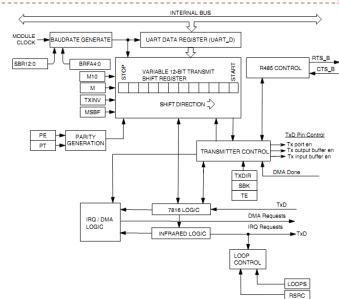 INTERNAL BUS
MODULE CLOCK
BAUDRATE GENERATE
UART DATA REGISTER (UART_D)
SBR12:0
BRFA4:0
RTS_B
CTS_B
R485 CONTROL
M10
M
TXINV
MSBF
STOP
VARIABLE 12-BIT TRANSMIT
SHIFT REGISTER
START
SHIFT DIRECTION
PE
PT
PARITY
GENERATION
TxD Pin Control
Tx port en
Tx output buffer en
Tx input buffer en
TRANSMITTER CONTROL
DMA Done
TXDIR
SBK
TE
IRQ / DMA
LOGIC
7816 LOGIC
TxD
DMA Requests
IRQ Requests
INFRARED LOGIC
TxD
LOOP
CONTROL
LOOPS
RSRC